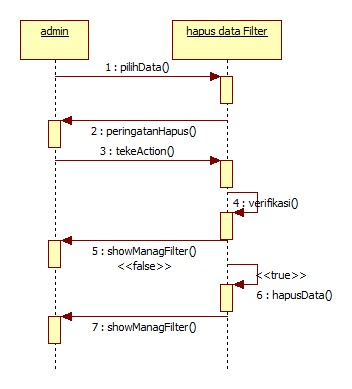 admin
hapus data Filter
1 : pilihData()
2 : peringatanHapus()
3 : tekeAction()
4 : verifikasi()
5 : showManagFilter()
<<false>>
<<true>>
6 : hapusData()
7 : showManagFilter()